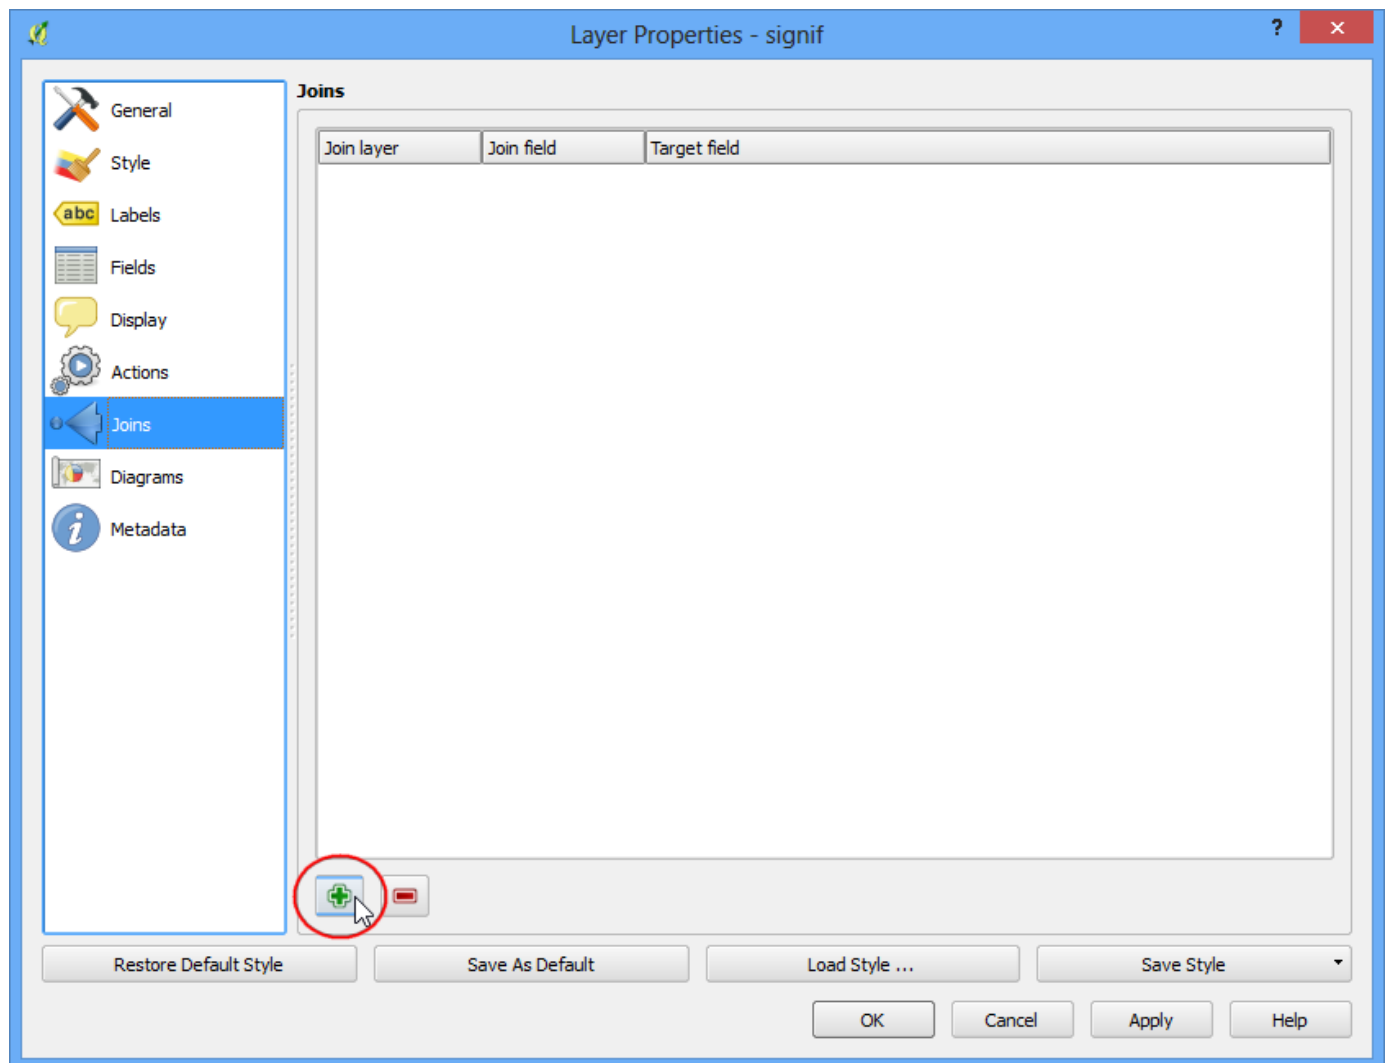 Layer Properties - signif
?
General
Style
abc Labels
Fields
Display
Actions
Joins
Diagrams
i Metadata
Joins
Join layer Join field Target field
Restore Default Style Save As Default Load Style ... Save Style
OK Cancel Apply Help